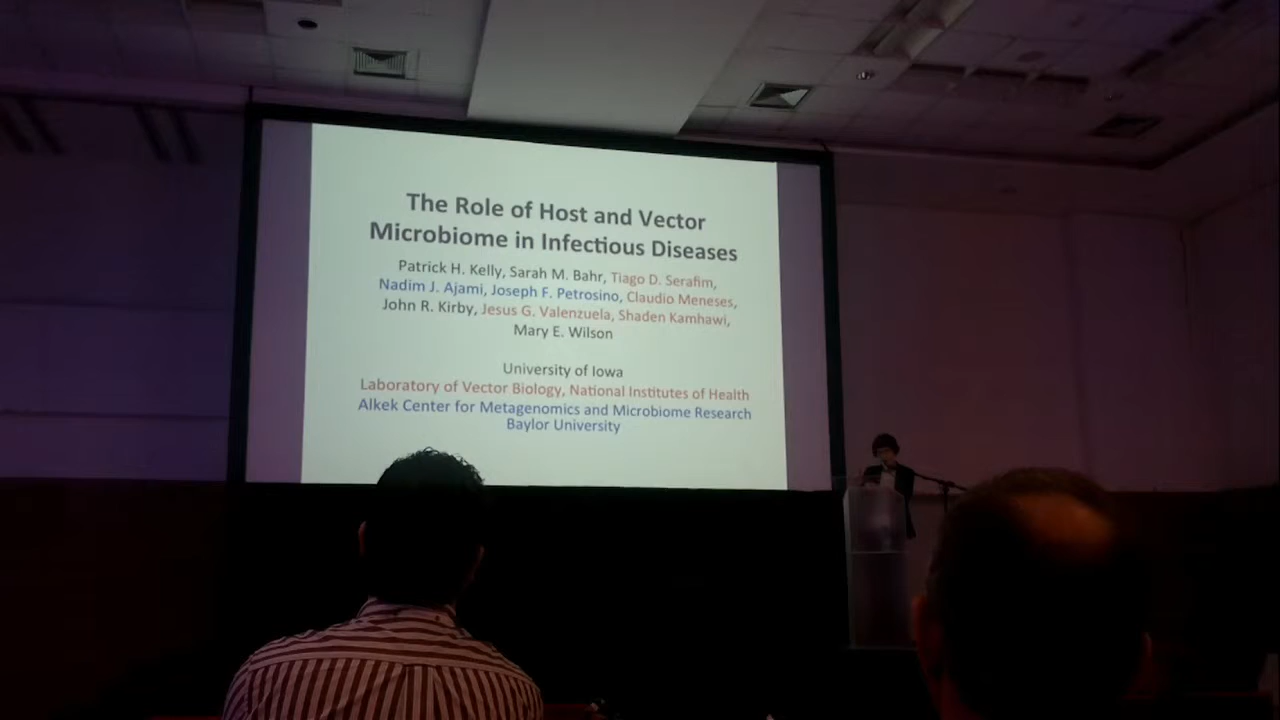 The Role of Host and Vector
Microbiome in Infectious Diseases
Patrick H. Kelly, Sarah M. Bahr, Tiago D. Serafim,
Nadim J. Ajami, Joseph F. Petrosino, Claudio Meneses,
John R. Kirby, Jesus G. Valenzuela, Shaden Kamhawi,
Mary E. Wilson
University of Iowa
Laboratory of Vector Biology, National Institutes of Health
Alkek Center for Metagenomics and Microbiome Research
Baylor University